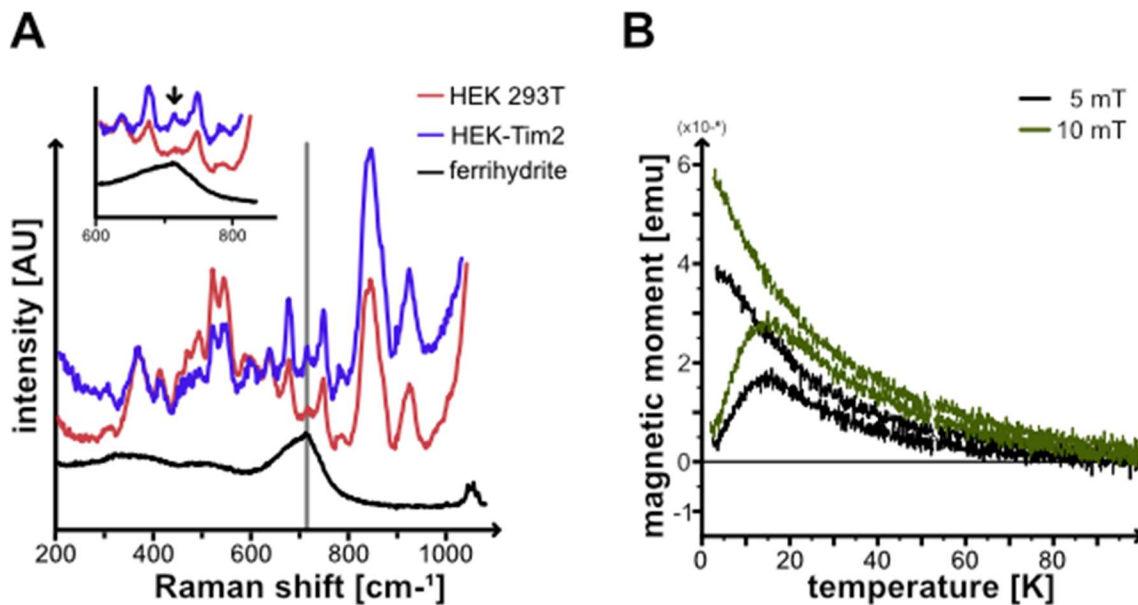 A
HEK 293T
HEK-Tim2
ferrihydrite
600
800
intensity [AU]
200
400
600
800
1000
Raman shift [cm-¹]
B
5 mT
10 mT
(x10-*)
6
4
2
0
-1
magnetic moment [emu]
0
20
40
60
80
temperature [K]